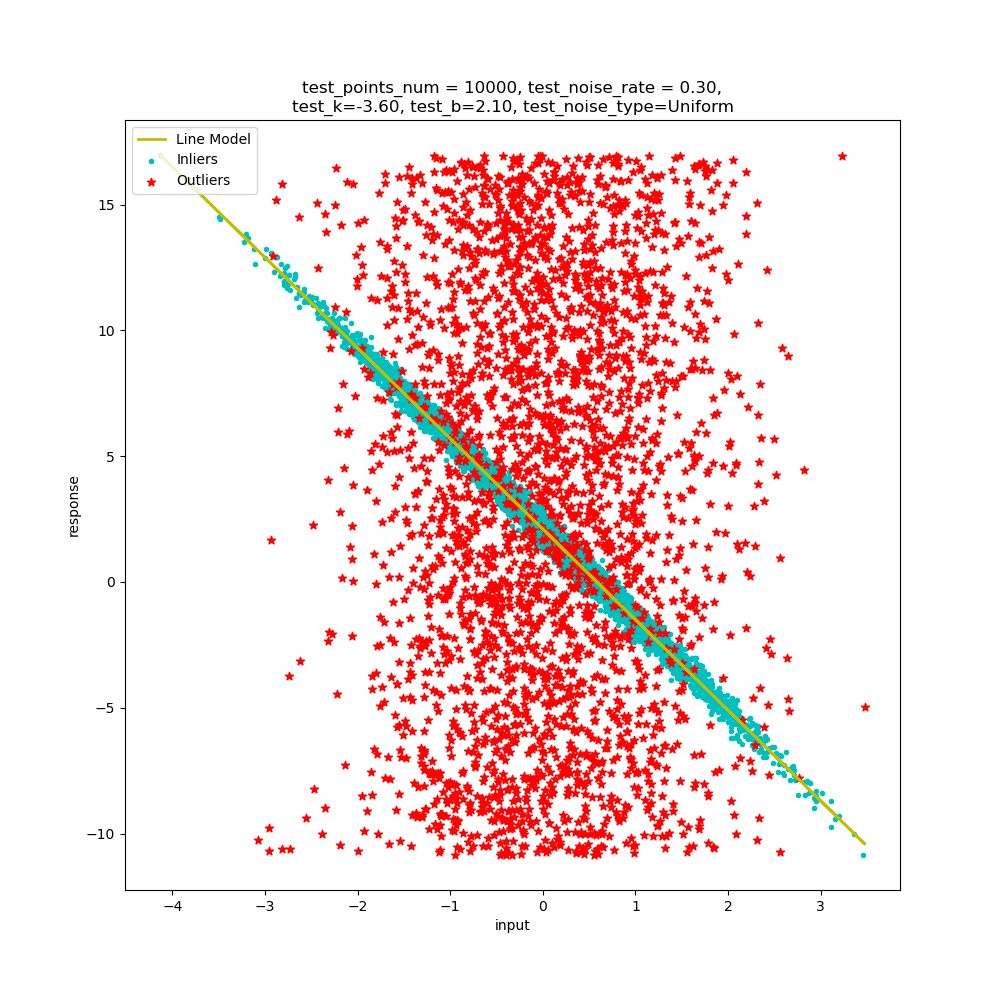 test_points_num = 10000, test_noise_rate = 0.30,
test_k=-3.60, test_b=2.10, test_noise_type=Uniform
Line Model
Inliers
Outliers
15
10
5
0
−5
−10
response
−4 −3 −2 −1 0 1 2 3
input